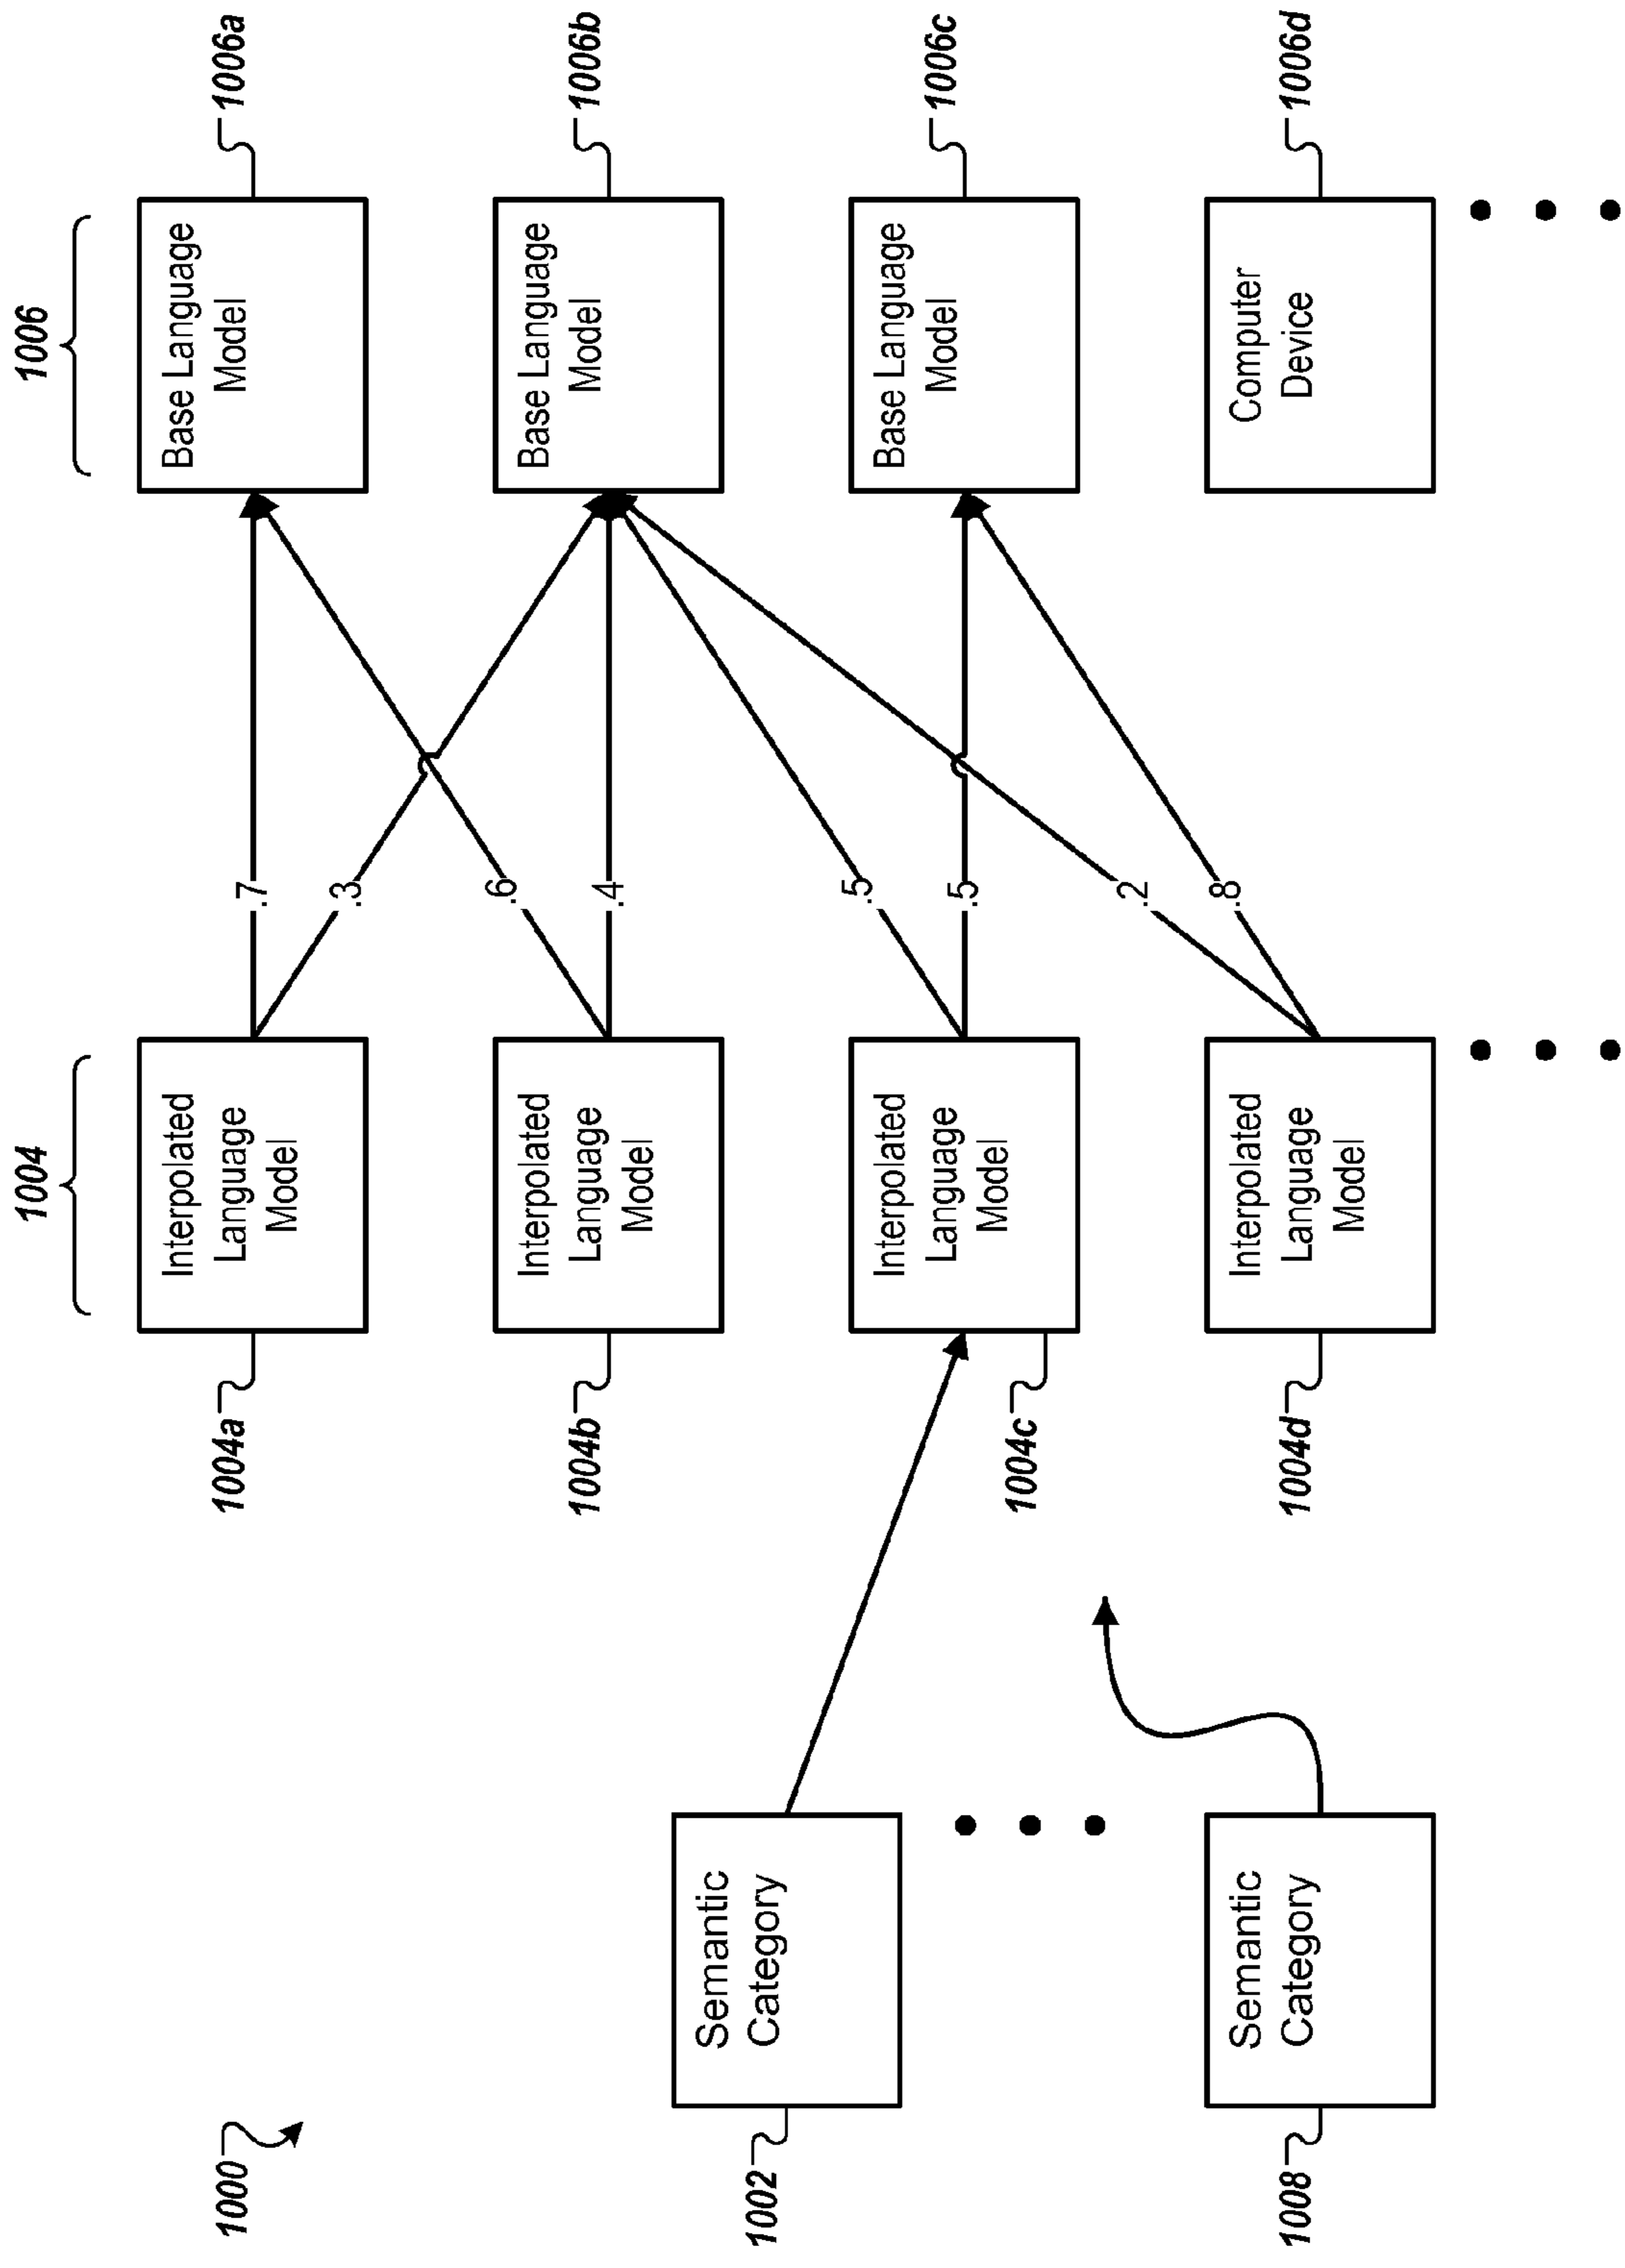 1000
1004
1006
1004a
Interpolated
Language
Model
.7
.3
Base Language
Model
1006a
1004b
Interpolated
Language
Model
.6
.4
Base Language
Model
1006b
1002
Semantic
Category
1004c
Interpolated
Language
Model
.5
.5
Base Language
Model
1006c
1008
Semantic
Category
1004d
Interpolated
Language
Model
.2
.8
Computer
Device
1006d